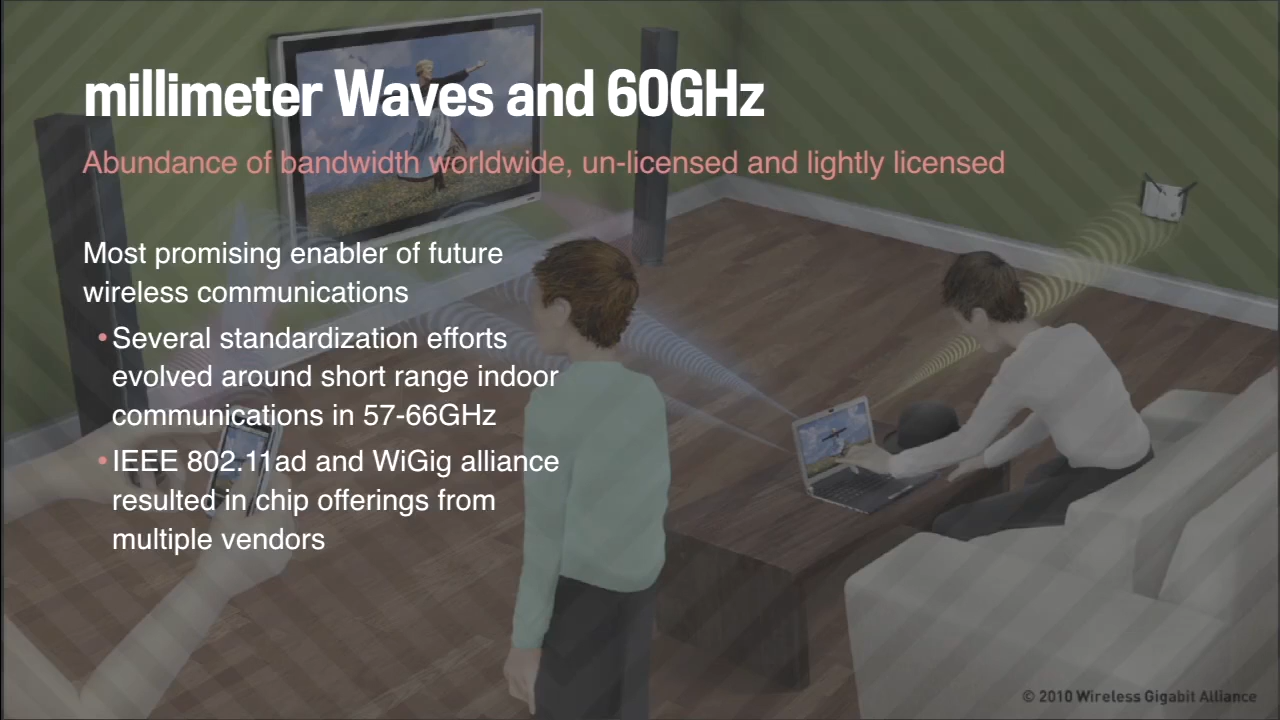 millimeter Waves and 60GHz
Abundance of bandwidth worldwide, un-licensed and lightly licensed
Most promising enabler of future
wireless communications
•Several standardization efforts
evolved around short range indoor
communications in 57-66GHz
•IEEE 802.11ad and WiGig alliance
resulted in chip offerings from
multiple vendors
© 2010 Wireless Gigabit Alliance